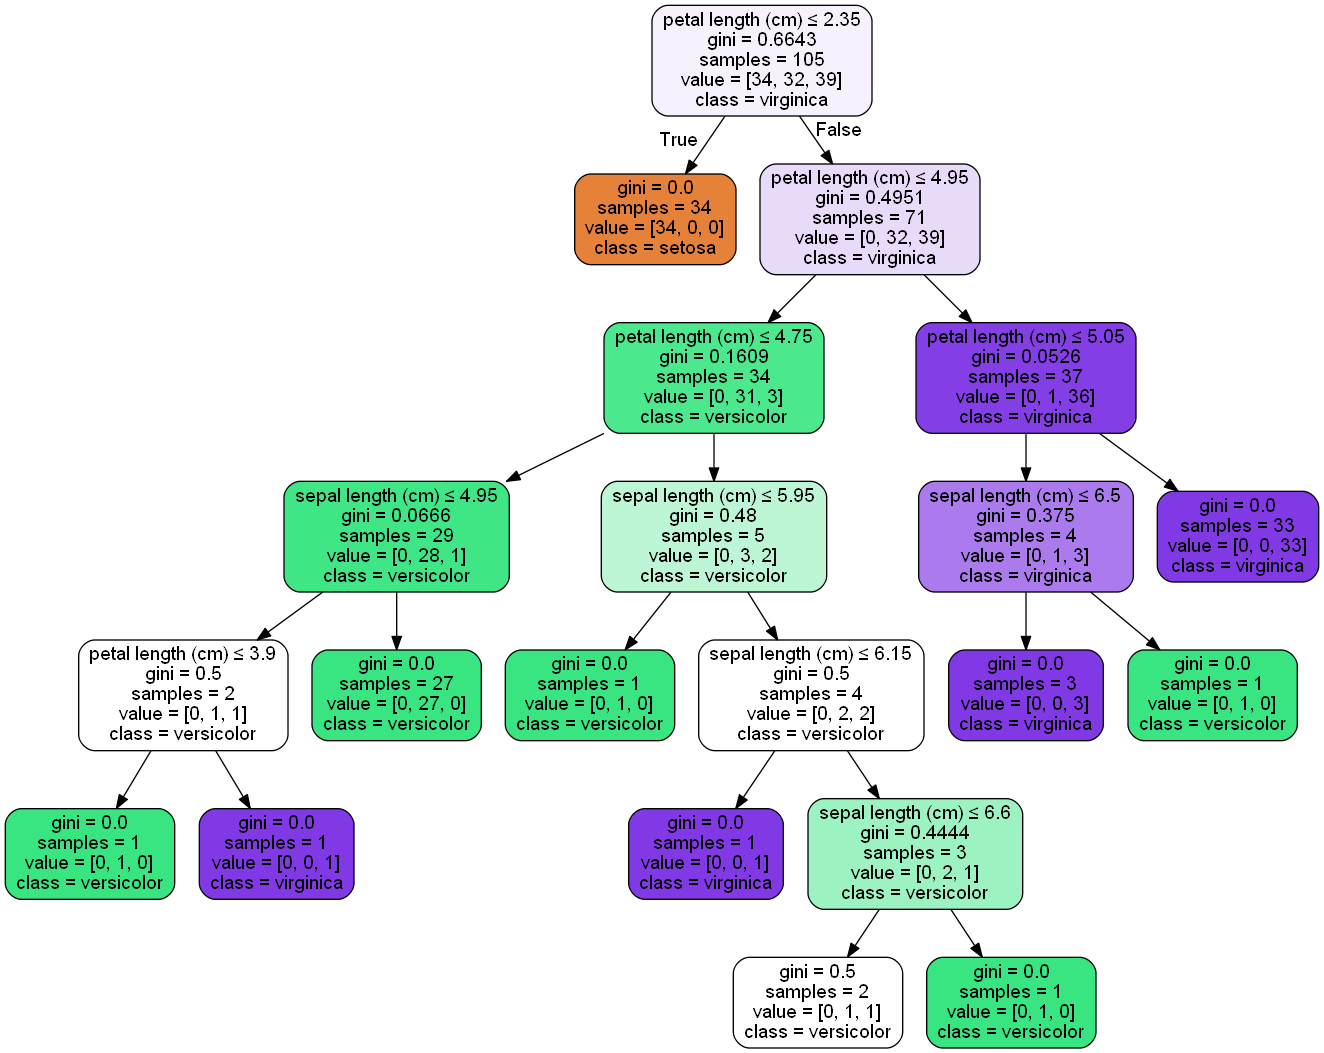 petal length (cm) ≤ 2.35
gini = 0.6643
samples = 105
value = [34, 32, 39]
class = virginica
True
False
gini = 0.0
samples = 34
value = [34, 0, 0]
class = setosa
petal length (cm) ≤ 4.95
gini = 0.4951
samples = 71
value = [0, 32, 39]
class = virginica
petal length (cm) ≤ 4.75
gini = 0.1609
samples = 34
value = [0, 31, 3]
class = versicolor
petal length (cm) ≤ 5.05
gini = 0.0526
samples = 37
value = [0, 1, 36]
class = virginica
sepal length (cm) ≤ 4.95
gini = 0.0666
samples = 29
value = [0, 28, 1]
class = versicolor
sepal length (cm) ≤ 5.95
gini = 0.48
samples = 5
value = [0, 3, 2]
class = versicolor
sepal length (cm) ≤ 6.5
gini = 0.375
samples = 4
value = [0, 1, 3]
class = virginica
gini = 0.0
samples = 33
value = [0, 0, 33]
class = virginica
petal length (cm) ≤ 3.9
gini = 0.5
samples = 2
value = [0, 1, 1]
class = versicolor
gini = 0.0
samples = 27
value = [0, 27, 0]
class = versicolor
gini = 0.0
samples = 1
value = [0, 1, 0]
class = versicolor
sepal length (cm) ≤ 6.15
gini = 0.5
samples = 4
value = [0, 2, 2]
class = versicolor
gini = 0.0
samples = 3
value = [0, 0, 3]
class = virginica
gini = 0.0
samples = 1
value = [0, 1, 0]
class = versicolor
gini = 0.0
samples = 1
value = [0, 1, 0]
class = versicolor
gini = 0.0
samples = 1
value = [0, 0, 1]
class = virginica
gini = 0.0
samples = 1
value = [0, 0, 1]
class = virginica
sepal length (cm) ≤ 6.6
gini = 0.4444
samples = 3
value = [0, 2, 1]
class = versicolor
gini = 0.5
samples = 2
value = [0, 1, 1]
class = versicolor
gini = 0.0
samples = 1
value = [0, 1, 0]
class = versicolor